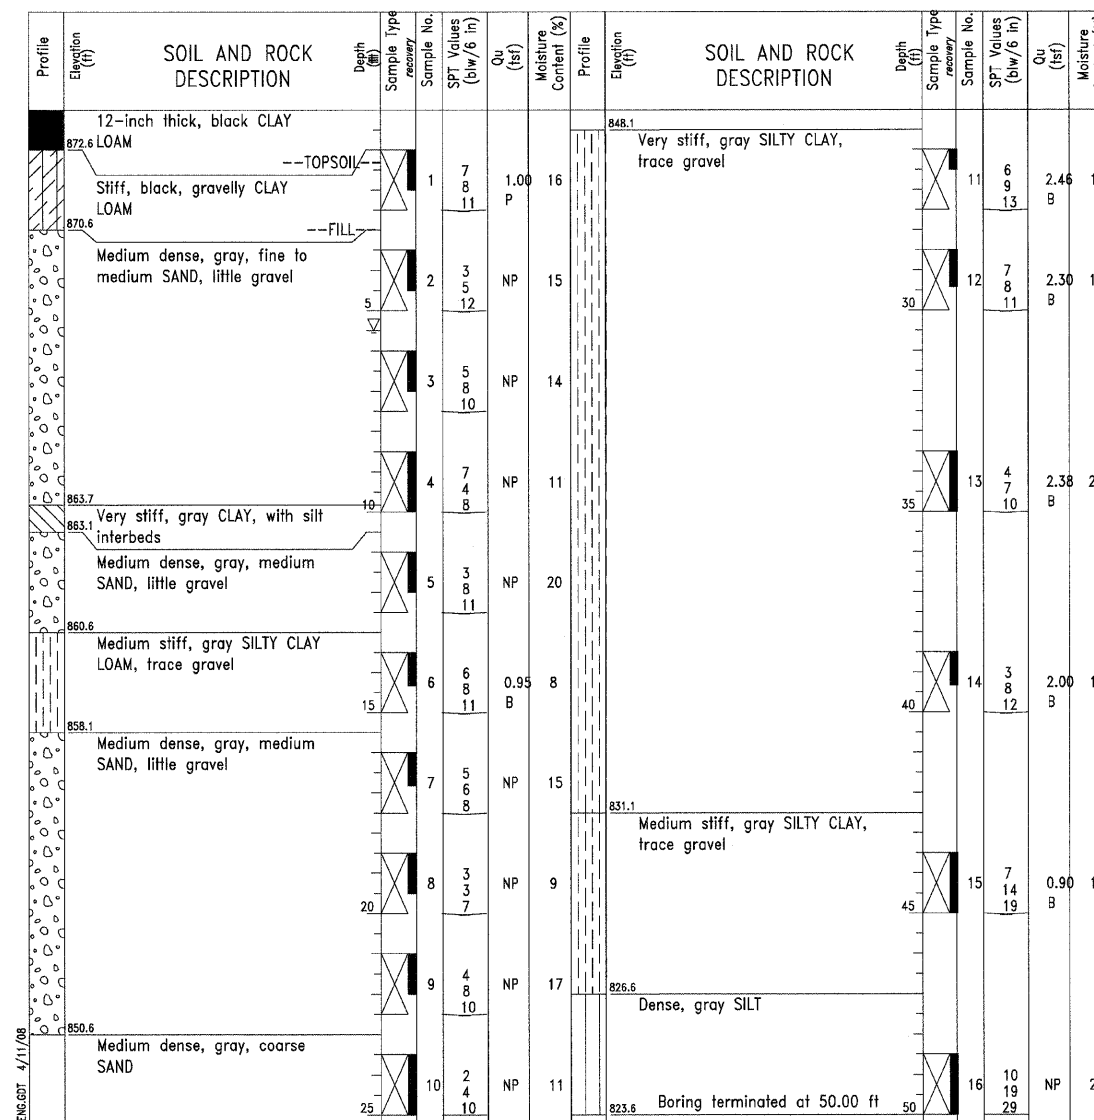 Profile
Elevation
(ft)
SOIL AND ROCK
DESCRIPTION
Depth
(ft)
Sample Type
recovery
Sample No.
SPT Values
(blw/6 in)
Qu
(tsf)
Moisture
Content (%)
Profile
Elevation
(ft)
SOIL AND ROCK
DESCRIPTION
Depth
(ft)
Sample Type
recovery
Sample No.
SPT Values
(blw/6 in)
Qu
(tsf)
Moisture
12-inch thick, black CLAY
872.6 LOAM
--TOPSOIL--
1
7
8
11
1.00
P
16
Stiff, black, gravelly CLAY
LOAM
870.6
--FILL--
Medium dense, gray, fine to
medium SAND, little gravel
2
3
5
12
NP
15
5
3
5
8
10
NP
14
4
7
4
8
NP
11
863.7
10
Very stiff, gray CLAY, with silt
863.1 interbeds
Medium dense, gray, medium
SAND, little gravel
5
3
8
11
NP
20
860.6
Medium stiff, gray SILTY CLAY
LOAM, trace gravel
6
6
8
11
0.95
B
8
15
858.1
Medium dense, gray, medium
SAND, little gravel
7
5
6
8
NP
15
8
3
3
7
NP
9
20
9
4
8
10
NP
17
850.6
Medium dense, gray, coarse
SAND
10
2
4
10
NP
11
25
848.1
Very stiff, gray SILTY CLAY,
trace gravel
11
6
9
13
2.46
B
1
12
7
8
11
2.30
B
1
30
13
4
7
10
2.38
B
2
35
14
3
8
12
2.00
B
1
40
831.1
Medium stiff, gray SILTY CLAY,
trace gravel
15
7
14
19
0.90
B
1
45
826.6
Dense, gray SILT
16
10
19
29
NP
2
823.6
Boring terminated at 50.00 ft
50
ENG.GDT 4/11/08